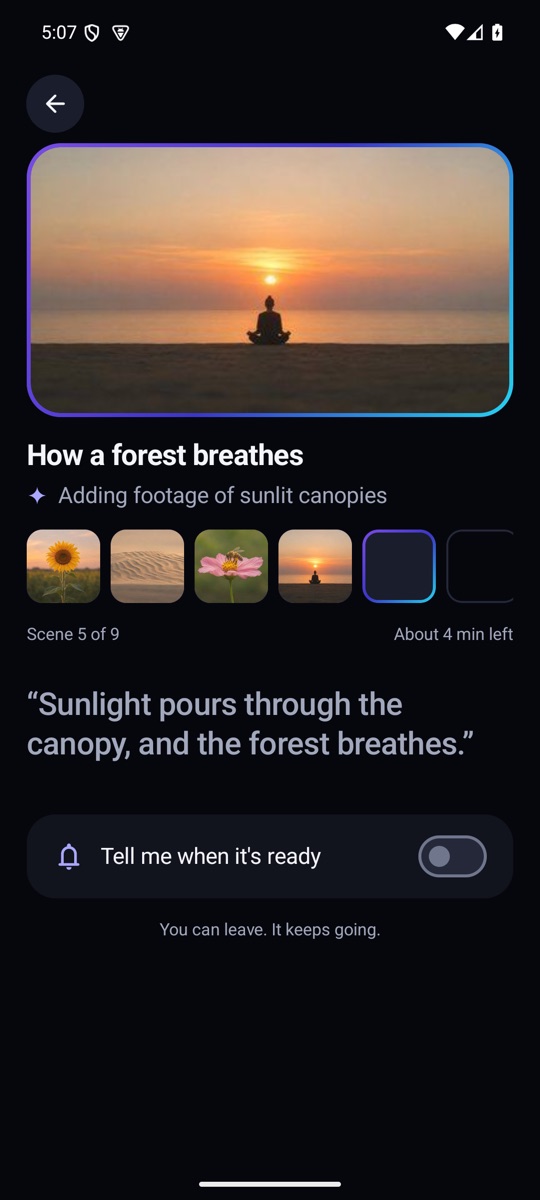 5:07
How a forest breathes
Adding footage of sunlit canopies
Scene 5 of 9
About 4 min left
“Sunlight pours through the
canopy, and the forest breathes.”
Tell me when it's ready
You can leave. It keeps going.